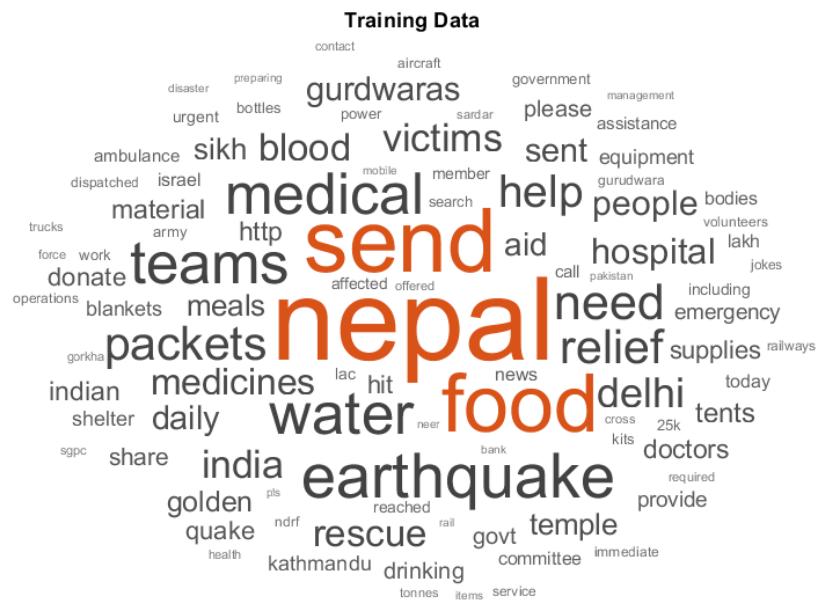 Training Data
contact
aircraft
disaster preparing gurdwaras government
management
urgent bottles power sardar please
assistance
ambulance sikh blood victims sent equipment
dispatched israel medical mobile member help gurudwara people bodies
material search volunteers
trucks army http send aid hospital lakh
force work teams call jokes
donate affected offered pakistan including
operations blankets meals nepal need emergency
packets relief supplies railways
gorkha medicines lac hit news today
indian food delhi
shelter daily water neer cross 25k tents
kits doctors
sgpc share india bank
earthquake required
golden pls provide
reached
quake ndrf rescue rail govt temple
health kathmandu committee immediate
drinking
tonnes items service